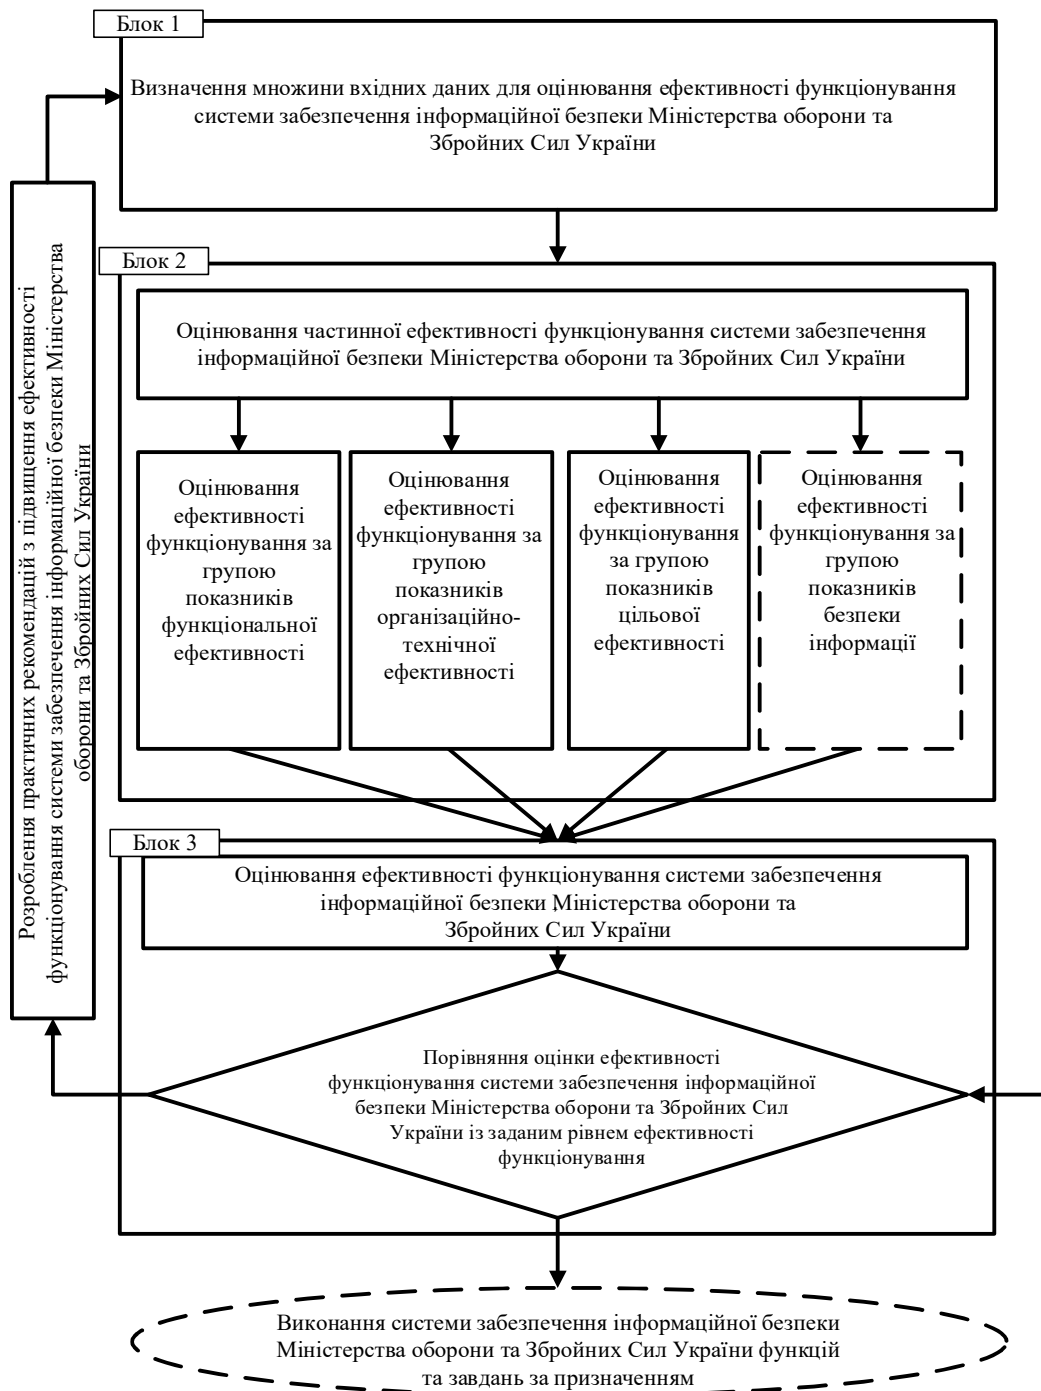 Блок 1
Визначення множини вхідних даних для оцінювання ефективності функціонування
системи забезпечення інформаційної безпеки Міністерства оборони та
Збройних Сил України
Розроблення практичних рекомендацій з підвищення ефективності
функціонування системи забезпечення інформаційної безпеки Міністерства
оборони та Збройних Сил України
Блок 2
Оцінювання частинної ефективності функціонування системи забезпечення
інформаційної безпеки Міністерства оборони та Збройних Сил України
Оцінювання
ефективності
функціонування за
групою
показників
функціональної
ефективності
Оцінювання
ефективності
функціонування за
групою
показників
організаційно-
технічної
ефективності
Оцінювання
ефективності
функціонування
за групою
показників
цільової
ефективності
Оцінювання
ефективності
функціонування за
групою
показників
безпеки
інформації
Блок 3
Оцінювання ефективності функціонування системи забезпечення
інформаційної безпеки Міністерства оборони та
Збройних Сил України
Порівняння оцінки ефективності
функціонування системи забезпечення інформаційної
безпеки Міністерства оборони та Збройних Сил
України із заданим рівнем ефективності
функціонування
Виконання системи забезпечення інформаційної безпеки
Міністерства оборони та Збройних Сил України функцій
та завдань за призначенням